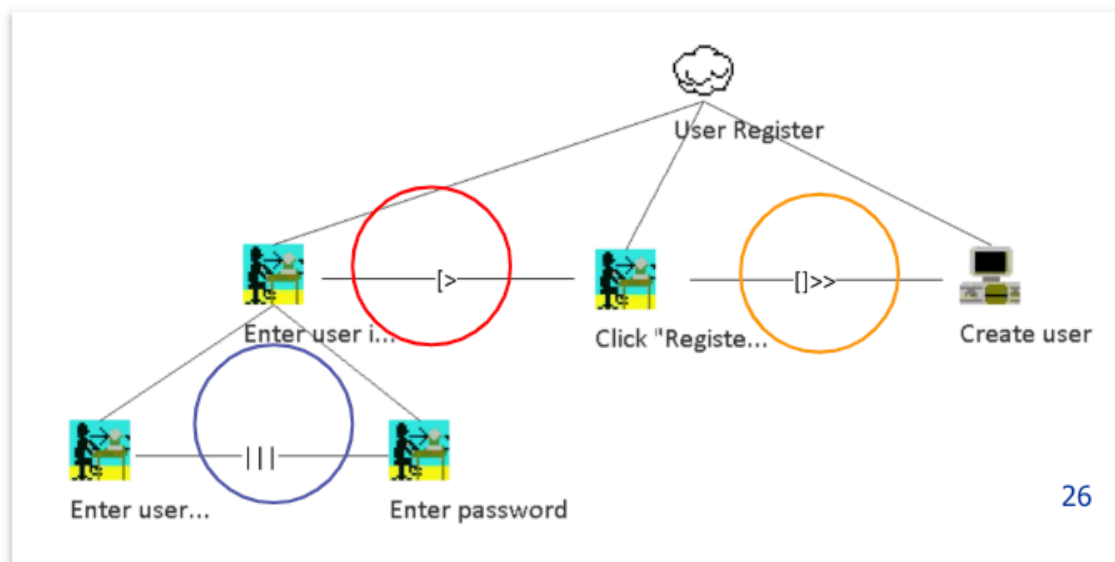 User Register
[>
[]>>
Enter user i...
Click "Registe...
Create user
|||
Enter user...
Enter password
26